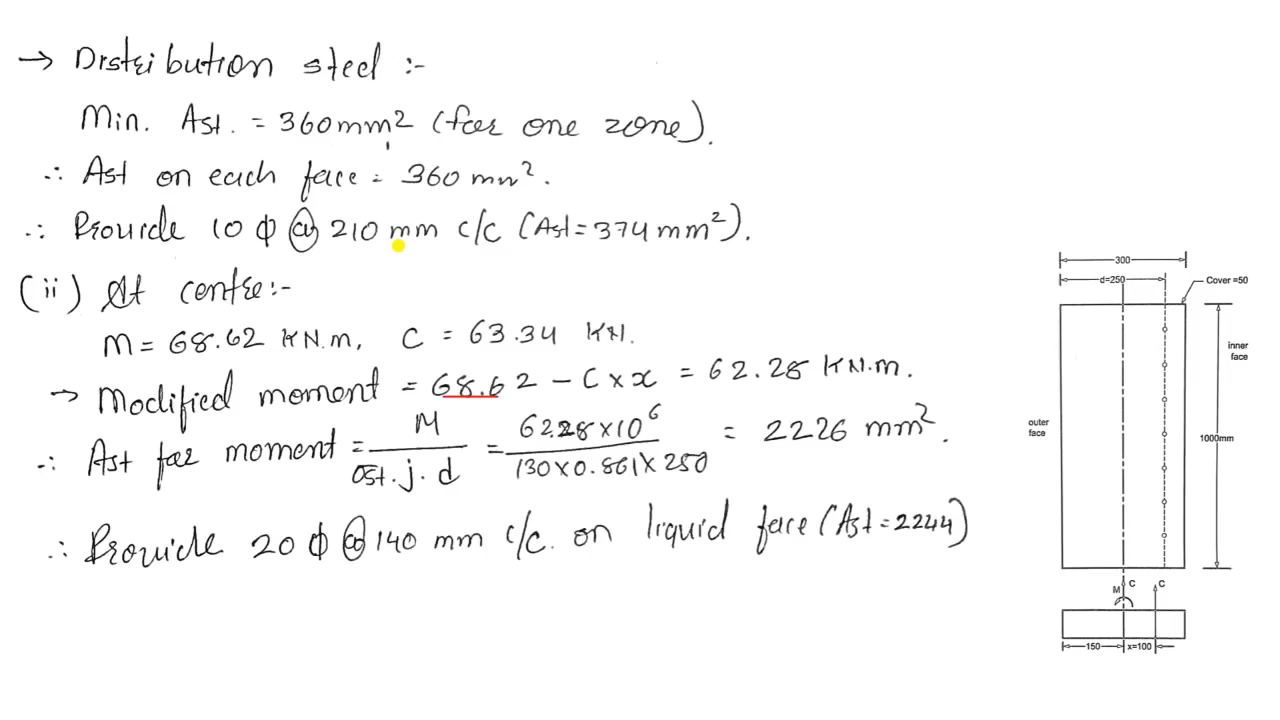 → Distribution steel :-
Min. Ast. = 360mm² (for one zone).
∴ Ast on each face = 360 mm².
∴ Provide 10 φ @ 210 mm c/c (Ast = 374 mm²).
(ii) At centre:-
M = 68.62 KN.m, C = 63.34 KN.
→ Modified moment = 68.62 - C × x = 62.28 KN.m.
∴ Ast for moment = M / σst. j. d = 62.28 × 10⁶ / 130 × 0.861 × 250 = 2226 mm².
∴ Provide 20 φ @ 140 mm c/c. on liquid face (Ast = 2244)
300
d=250
Cover =50
inner
face
outer
face
1000mm
M C C
150 x=100